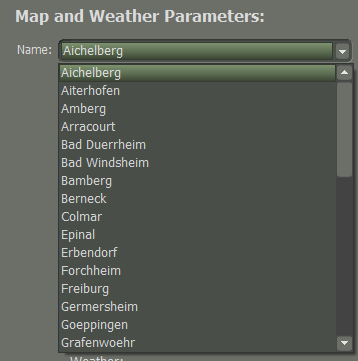 Map and Weather Parameters:
Name: Aichelberg
Aichelberg
Aiterhofen
Amberg
Arracourt
Bad Duerrheim
Bad Windsheim
Bamberg
Berneck
Colmar
Epinal
Erbendorf
Forchheim
Freiburg
Germersheim
Goeppingen
Grafenwoehr
Weather: